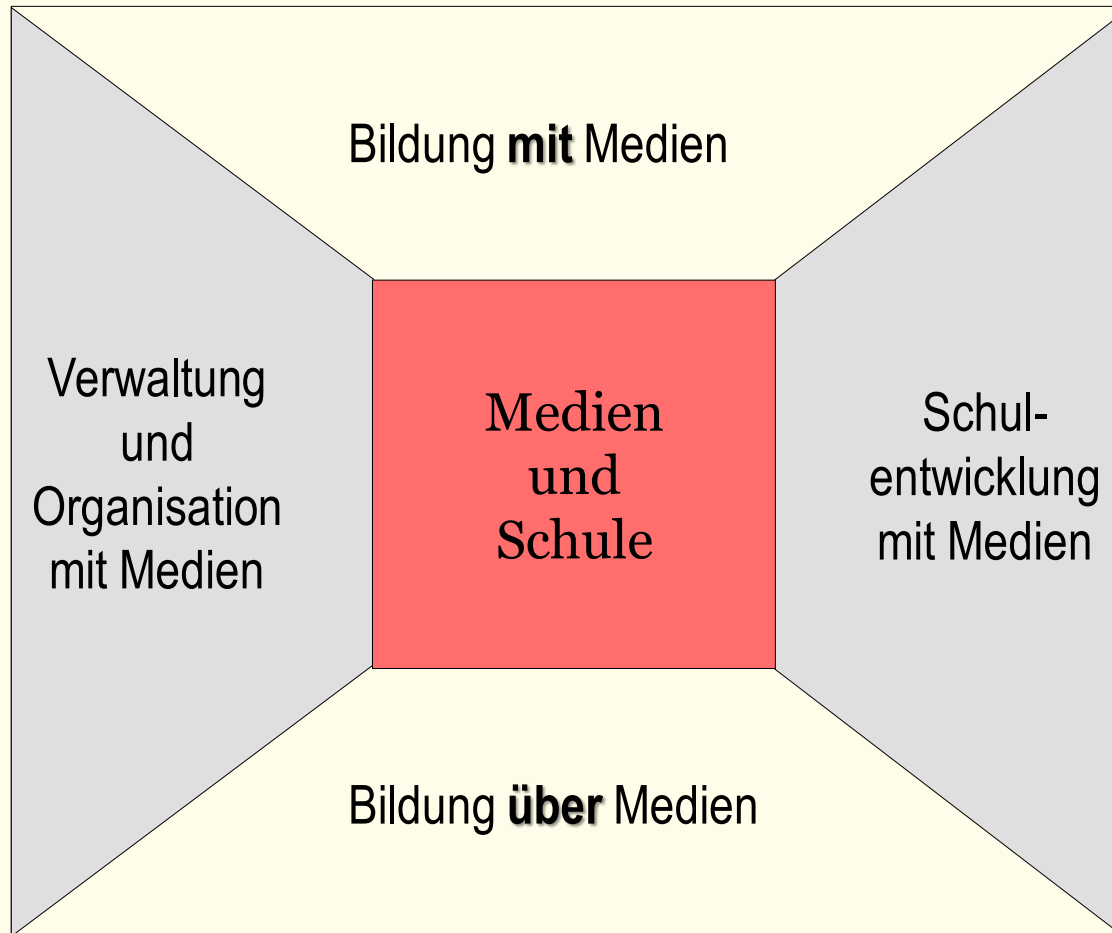 Bildung mit Medien
Verwaltung
und
Organisation
mit Medien
Medien
und
Schule
Schul-
entwicklung
mit Medien
Bildung über Medien